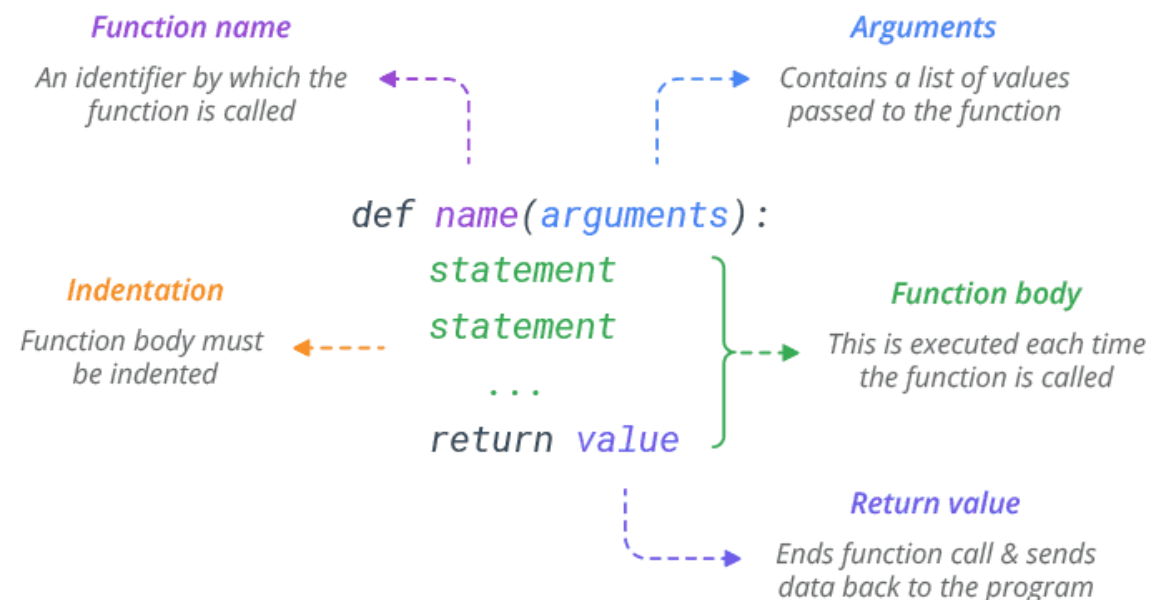 Function name
An identifier by which the
function is called
Arguments
Contains a list of values
passed to the function
def name(arguments):
statement
statement
...
return value
Indentation
Function body must
be indented
Function body
This is executed each time
the function is called
Return value
Ends function call & sends
data back to the program